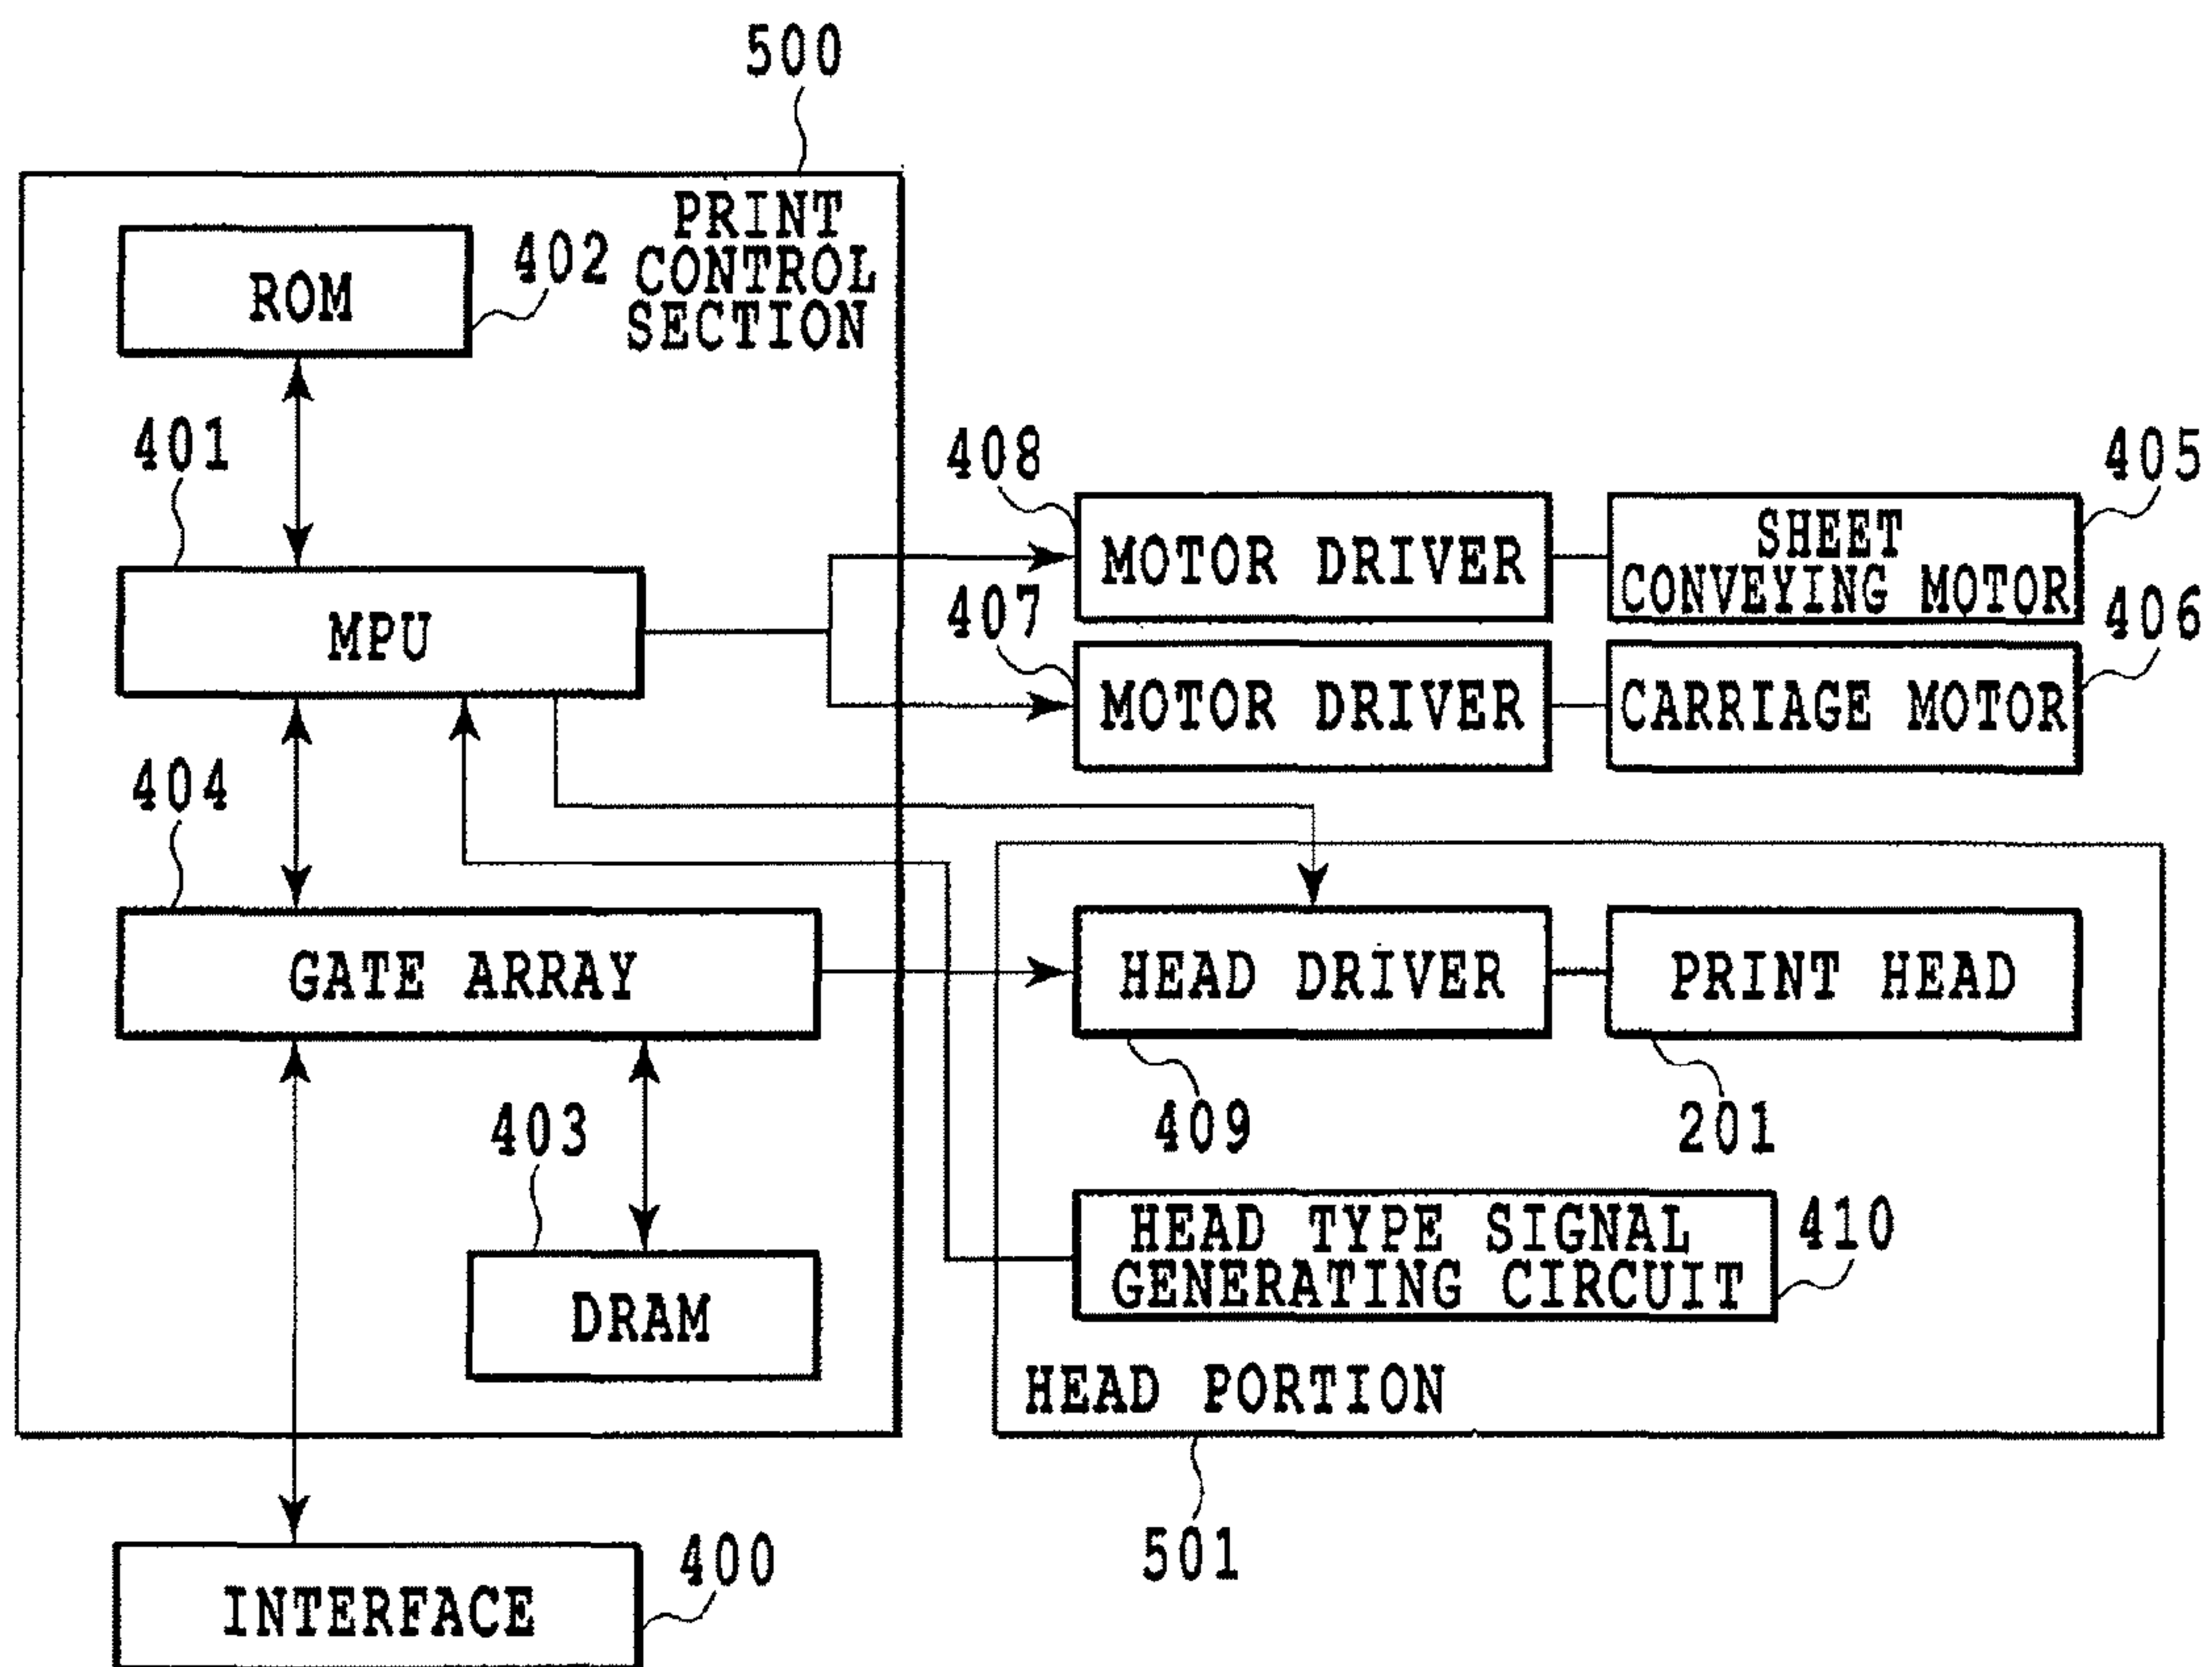 500
PRINT
CONTROL
SECTION
ROM
402
401
MPU
408
MOTOR DRIVER
SHEET
CONVEYING MOTOR
405
407
MOTOR DRIVER
CARRIAGE MOTOR
406
404
GATE ARRAY
HEAD DRIVER
PRINT HEAD
409
201
403
DRAM
HEAD TYPE SIGNAL
GENERATING CIRCUIT
410
HEAD PORTION
501
INTERFACE
400